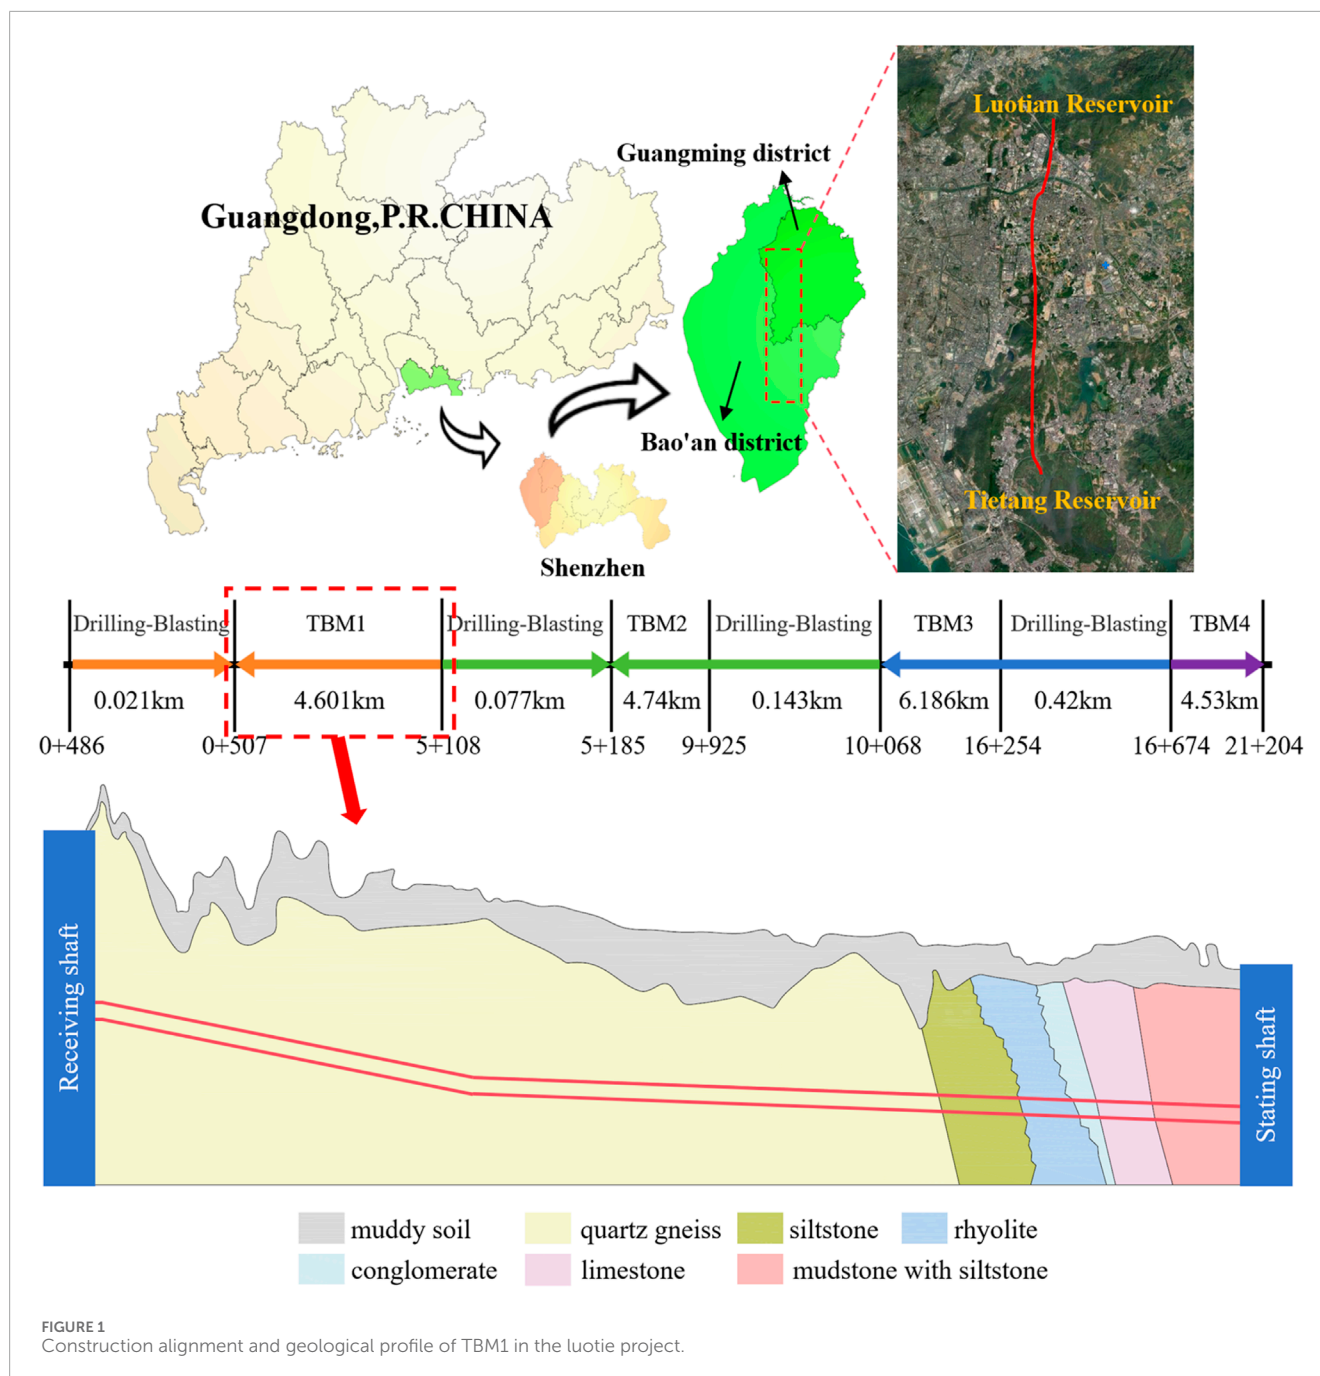 Guangdong,P.R.CHINA
Guangming district
Bao'an district
Shenzhen
Luotian Reservoir
Tietang Reservoir
Drilling-Blasting TBM1 Drilling-Blasting TBM2 Drilling-Blasting TBM3 Drilling-Blasting TBM4
0.021km 4.601km 0.077km 4.74km 0.143km 6.186km 0.42km 4.53km
0+486 0+507 5+108 5+185 9+925 10+068 16+254 16+674 21+204
Receiving shaft
Stating shaft
muddy soil quartz gneiss siltstone rhyolite
conglomerate limestone mudstone with siltstone
FIGURE 1
Construction alignment and geological profile of TBM1 in the luotie project.